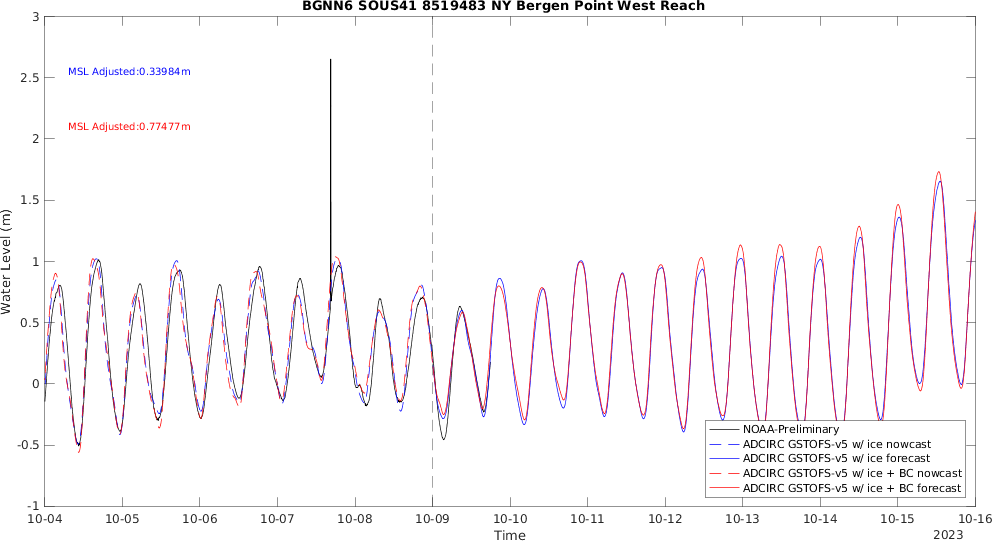 BGNN6 SOUS41 8519483 NY Bergen Point West Reach
3
2.5
2
1.5
1
0.5
0
-0.5
-1
Water Level (m)
MSL Adjusted:0.33984m
MSL Adjusted:0.77477m
NOAA-Preliminary
ADCIRC GSTOFS-v5 w/ ice nowcast
ADCIRC GSTOFS-v5 w/ ice forecast
ADCIRC GSTOFS-v5 w/ ice + BC nowcast
ADCIRC GSTOFS-v5 w/ ice + BC forecast
10-04 10-05 10-06 10-07 10-08 10-09 10-10 10-11 10-12 10-13 10-14 10-15 10-16
Time
2023